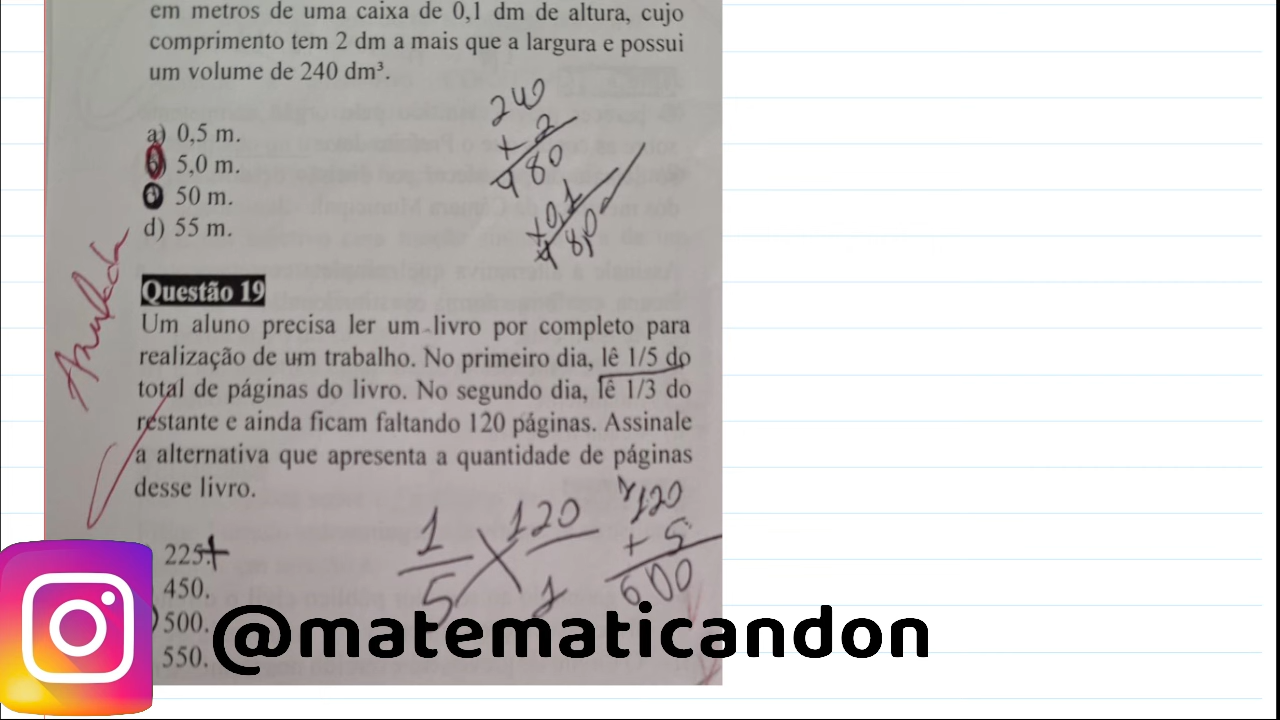 em metros de uma caixa de 0,1 dm de altura, cujo
comprimento tem 2 dm a mais que a largura e possui
um volume de 240 dm³.
240
x 2
480
x0,1
48,0
a) 0,5 m.
5,0 m.
50 m.
d) 55 m.
Anulada
Questão 19
Um aluno precisa ler um livro por completo para
realização de um trabalho. No primeiro dia, lê 1/5 do
total de páginas do livro. No segundo dia, lê 1/3 do
restante e ainda ficam faltando 120 páginas. Assinale
a alternativa que apresenta a quantidade de páginas
desse livro.
1/5 X 120/1
120
x 5
600
225.
450.
500.
550.
@matematicandon